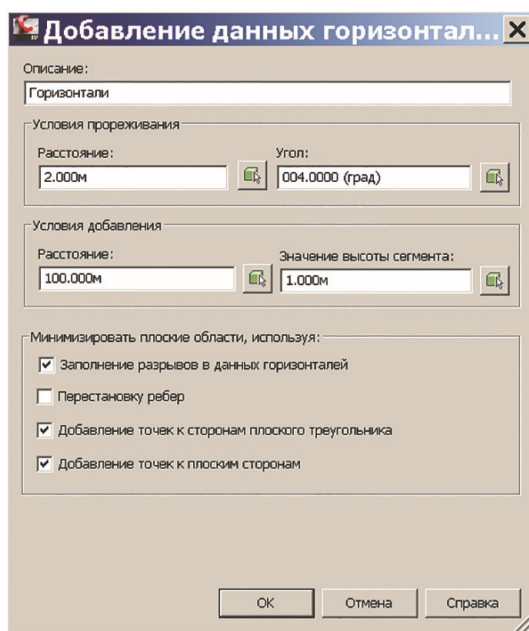 Добавление данных горизонтал...
Описание:
Горизонтали
Условия прореживания
Расстояние: Угол:
2.000м 004.0000 (град)
Условия добавления
Расстояние: Значение высоты сегмента:
100.000м 1.000м
Минимизировать плоские области, используя:
Заполнение разрывов в данных горизонталей
Перестановку ребер
Добавление точек к сторонам плоского треугольника
Добавление точек к плоским сторонам
ОК Отмена Справка